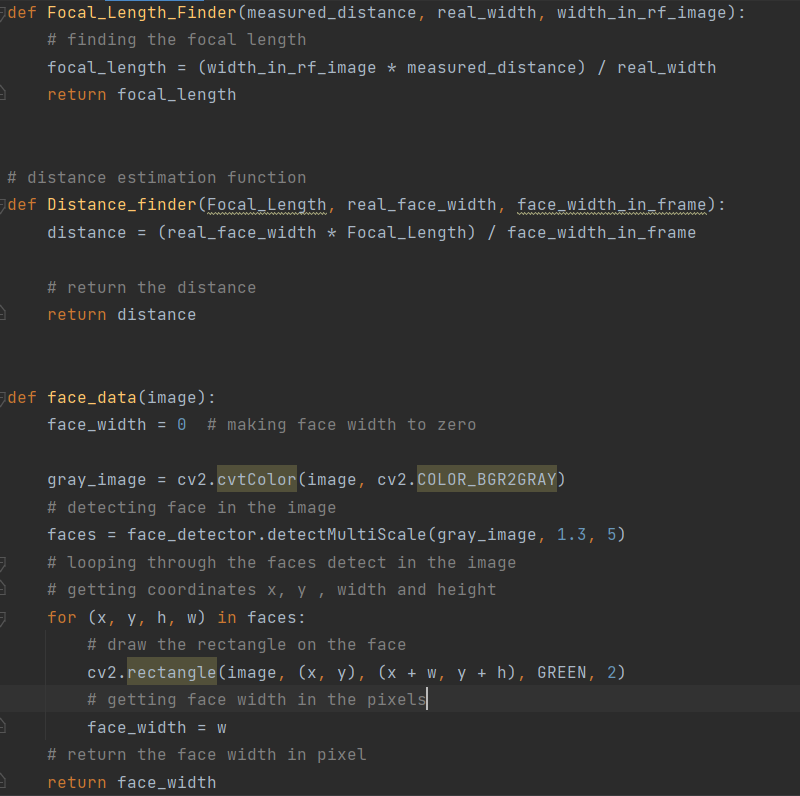 def Focal_Length_Finder(measured_distance, real_width, width_in_rf_image):
    # finding the focal length
    focal_length = (width_in_rf_image * measured_distance) / real_width
    return focal_length
# distance estimation function
def Distance_finder(Focal_Length, real_face_width, face_width_in_frame):
    distance = (real_face_width * Focal_Length) / face_width_in_frame
    # return the distance
    return distance
def face_data(image):
    face_width = 0  # making face width to zero
    gray_image = cv2.cvtColor(image, cv2.COLOR_BGR2GRAY)
    # detecting face in the image
    faces = face_detector.detectMultiScale(gray_image, 1.3, 5)
    # looping through the faces detect in the image
    # getting coordinates x, y , width and height
    for (x, y, h, w) in faces:
        # draw the rectangle on the face
        cv2.rectangle(image, (x, y), (x + w, y + h), GREEN, 2)
        # getting face width in the pixels
        face_width = w
    # return the face width in pixel
    return face_width